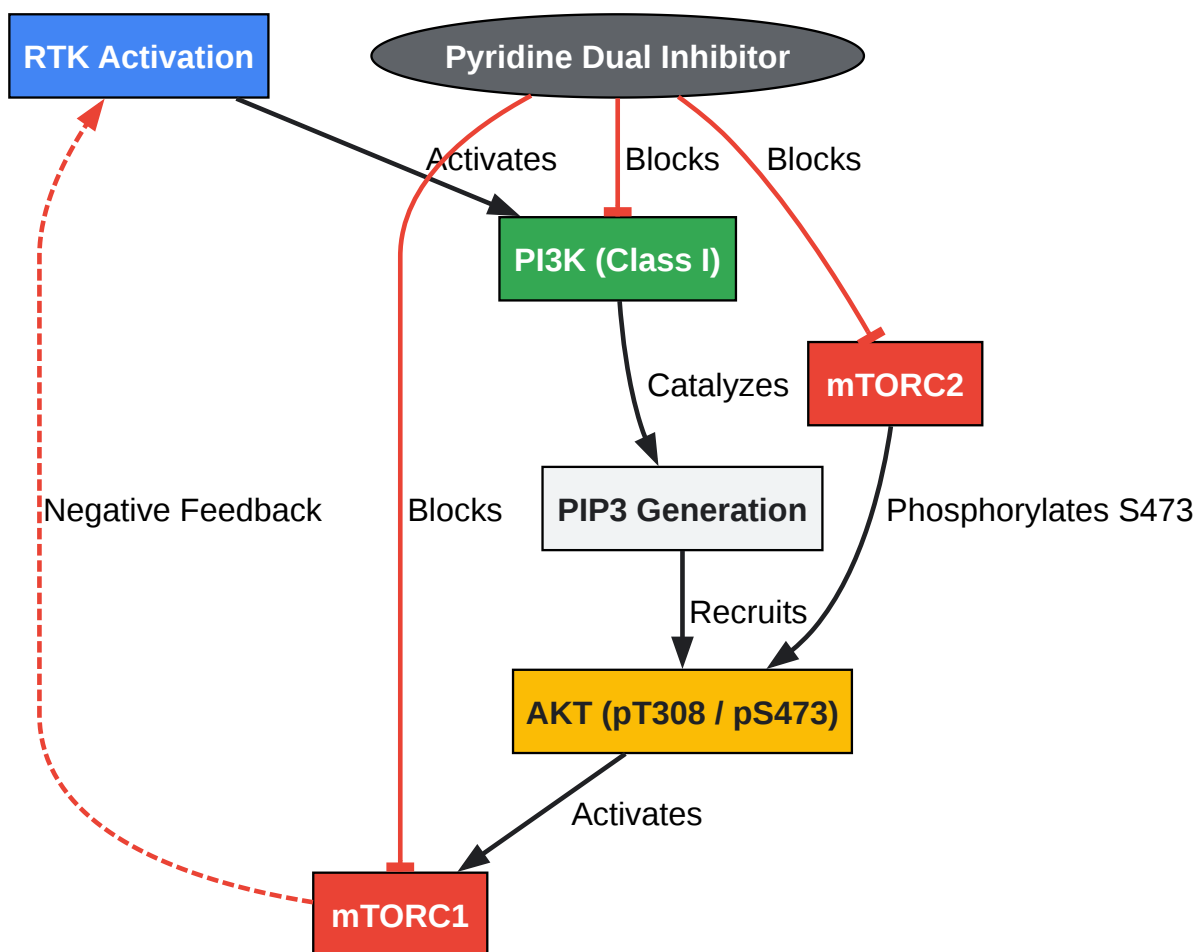 RTK Activation
Pyridine Dual Inhibitor
Activates
Blocks
Blocks
PI3K (Class I)
mTORC2
Catalyzes
Negative Feedback
Blocks
PIP3 Generation
Phosphorylates S473
Recruits
AKT (pT308 / pS473)
Activates
mTORC1